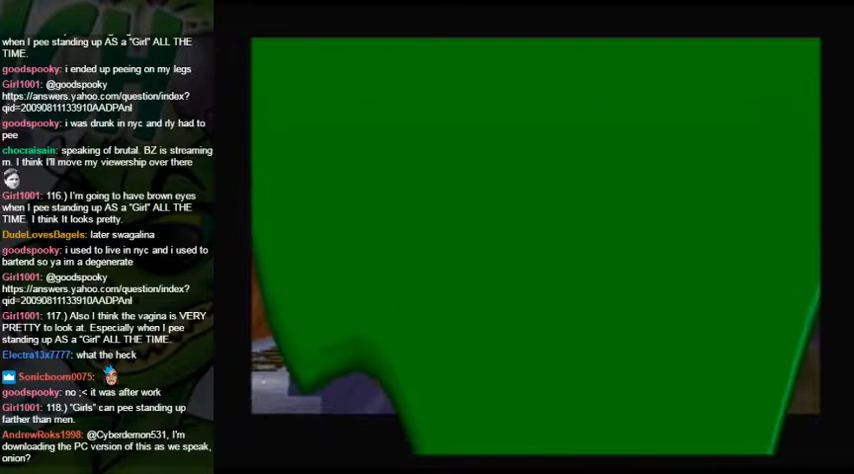 when I pee standing up AS a "Girl" ALL THE
TIME.
goodspooky: i ended up peeing on my legs
Girl1001: @goodspooky
https://answers.yahoo.com/question/index?
qid=20090811133910AADPAnl
goodspooky: i was drunk in nyc and rly had to
pee
chocraisain: speaking of brutal. BZ is streaming
rn. I think I'll move my viewership over there
Girl1001: 116.) I'm going to have brown eyes
when I pee standing up AS a "Girl" ALL THE
TIME. I think It looks pretty.
DudeLovesBagels: later swagalina
goodspooky: i used to live in nyc and i used to
bartend so ya im a degenerate
Girl1001: @goodspooky
https://answers.yahoo.com/question/index?
qid=20090811133910AADPAnl
Girl1001: 117.) Also I think the vagina is VERY
PRETTY to look at. Especially when I pee
standing up AS a "Girl" ALL THE TIME.
Electra13x7777: what the heck
Sonicboom0075:
goodspooky: no ;< it was after work
Girl1001: 118.) "Girls" can pee standing up
farther than men.
AndrewRoks1998: @Cyberdemon531, I'm
downloading the PC version of this as we speak,
onion?